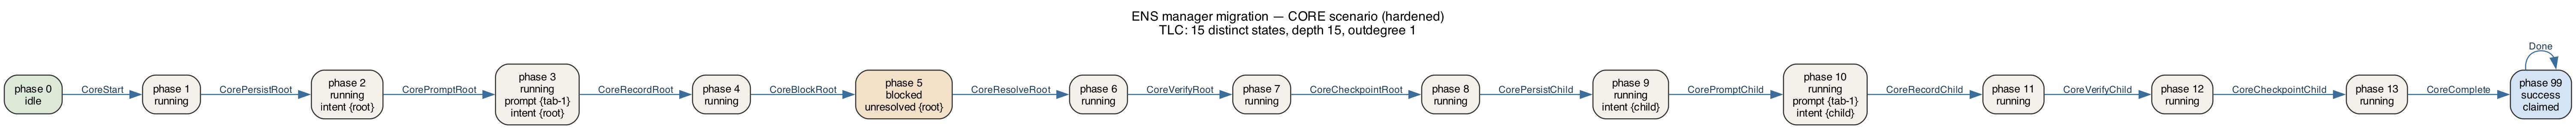 ENS manager migration — CORE scenario (hardened)
TLC: 15 distinct states, depth 15, outdegree 1
phase 0
idle
CoreStart
phase 1
running
CorePersistRoot
phase 2
running
intent {root}
CorePromptRoot
phase 3
running
prompt {tab-1}
intent {root}
CoreRecordRoot
phase 4
running
CoreBlockRoot
phase 5
blocked
unresolved {root}
CoreResolveRoot
phase 6
running
CoreVerifyRoot
phase 7
running
CoreCheckpointRoot
phase 8
running
CorePersistChild
phase 9
running
intent {child}
CorePromptChild
phase 10
running
prompt {tab-1}
intent {child}
CoreRecordChild
phase 11
running
CoreVerifyChild
phase 12
running
CoreCheckpointChild
phase 13
running
CoreComplete
Done
phase 99
success
claimed